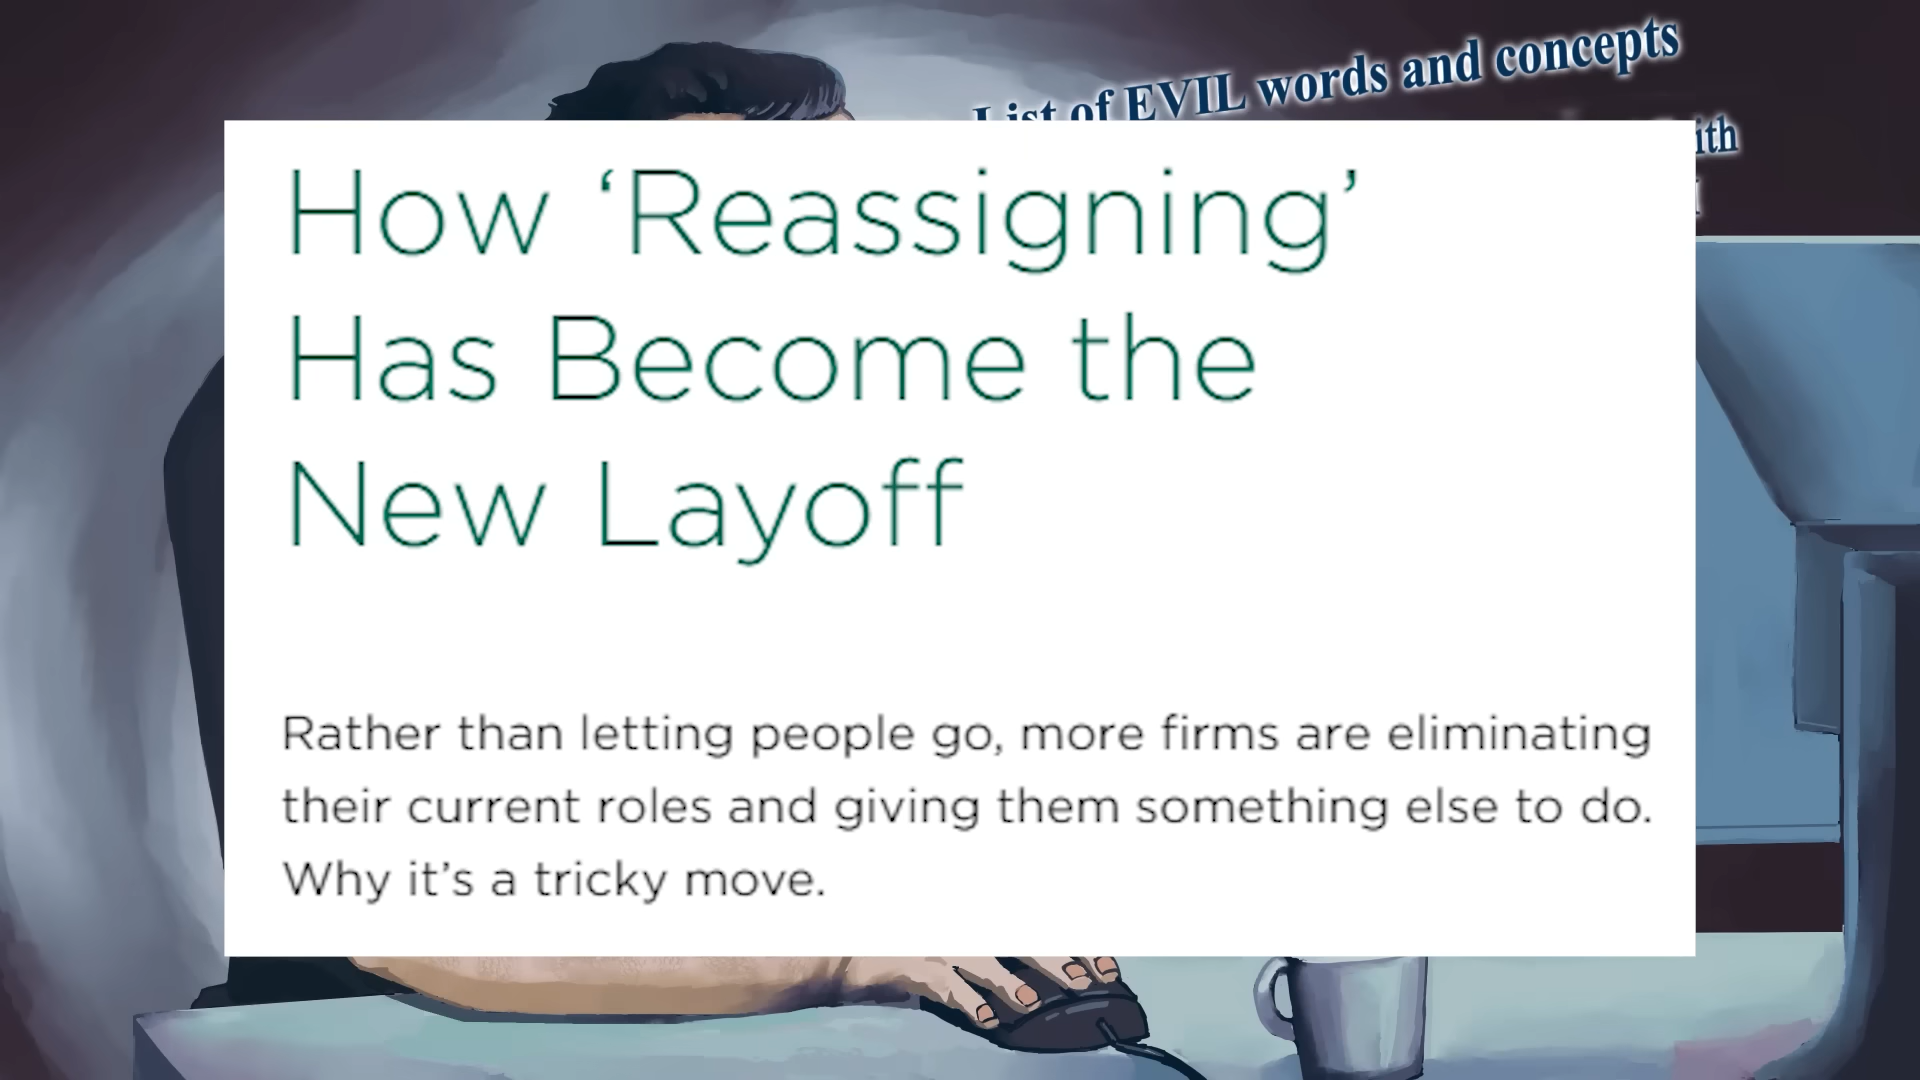 List of EVIL words and concepts
ith
How ‘Reassigning’
Has Become the
New Layoff
Rather than letting people go, more firms are eliminating
their current roles and giving them something else to do.
Why it’s a tricky move.